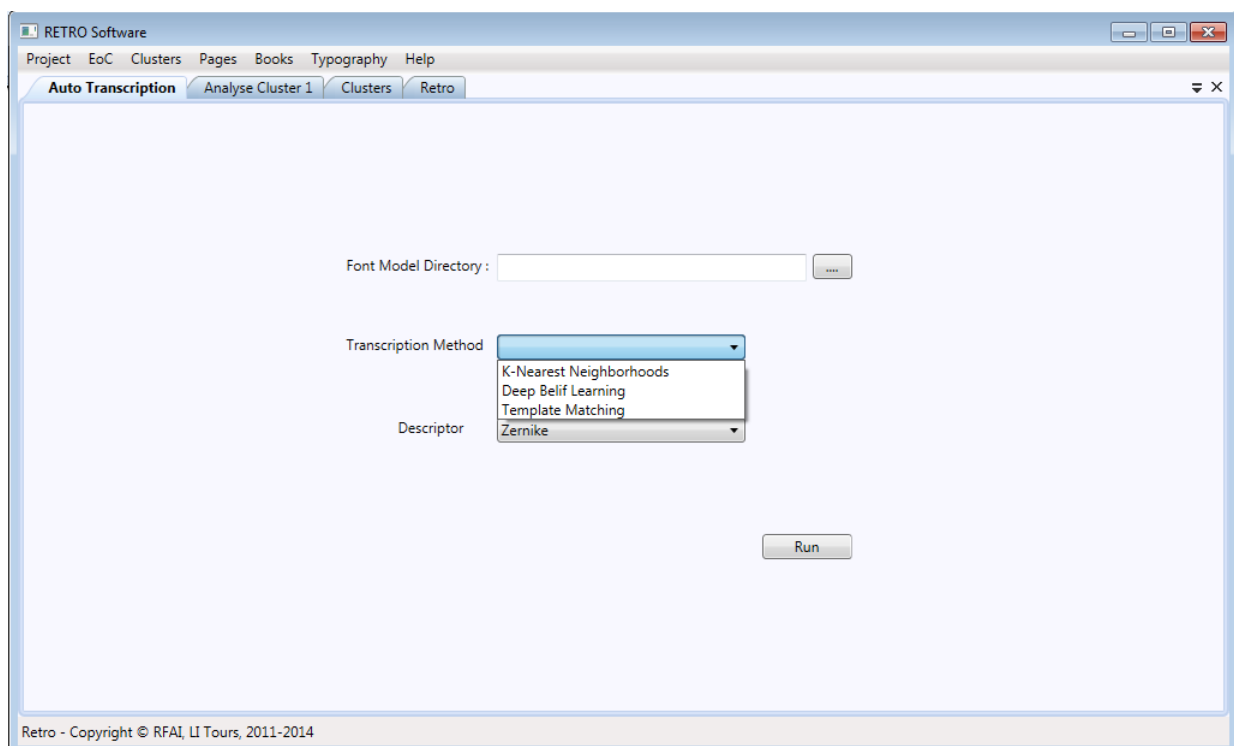 RETRO Software
Project EoC Clusters Pages Books Typography Help
Auto Transcription Analyse Cluster 1 Clusters Retro
Font Model Directory :
....
Transcription Method
K-Nearest Neighborhoods
Deep Belif Learning
Template Matching
Descriptor Zernike
Run
Retro - Copyright © RFAI, LI Tours, 2011-2014